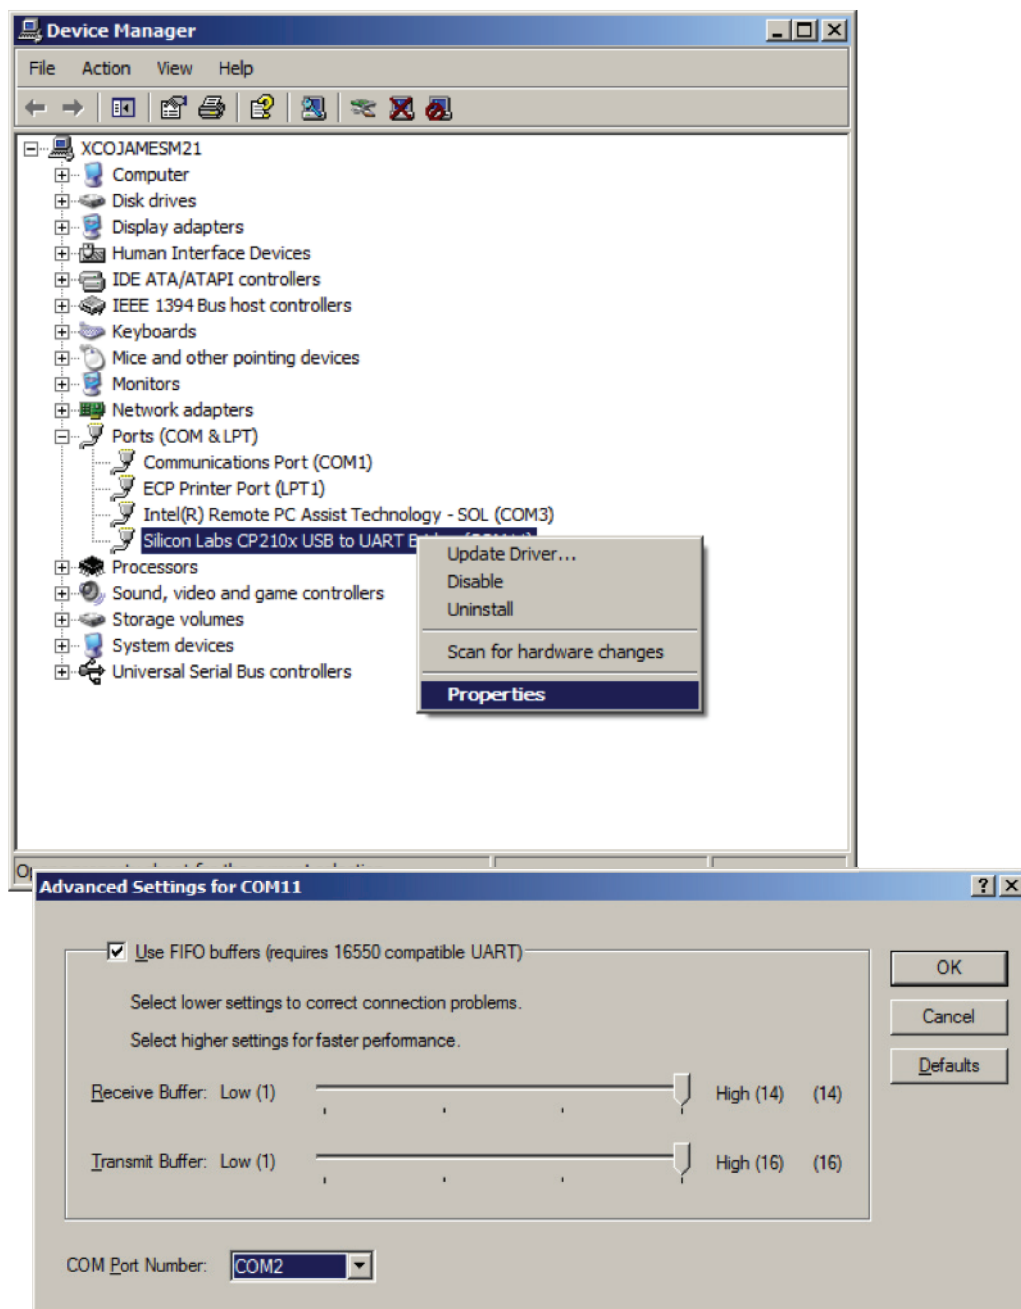 Device Manager
File Action View Help
XCOJAMESM21
Computer
Disk drives
Display adapters
Human Interface Devices
IDE ATA/ATAPI controllers
IEEE 1394 Bus host controllers
Keyboards
Mice and other pointing devices
Monitors
Network adapters
Ports (COM & LPT)
Communications Port (COM1)
ECP Printer Port (LPT1)
Intel(R) Remote PC Assist Technology - SOL (COM3)
Silicon Labs CP210x USB to UART
Processors
Sound, video and game controllers
Storage volumes
System devices
Universal Serial Bus controllers
Update Driver...
Disable
Uninstall
Scan for hardware changes
Properties
Advanced Settings for COM11
Use FIFO buffers (requires 16550 compatible UART)
Select lower settings to correct connection problems.
Select higher settings for faster performance.
Receive Buffer: Low (1) High (14) (14)
Transmit Buffer: Low (1) High (16) (16)
COM Port Number: COM2
OK
Cancel
Defaults